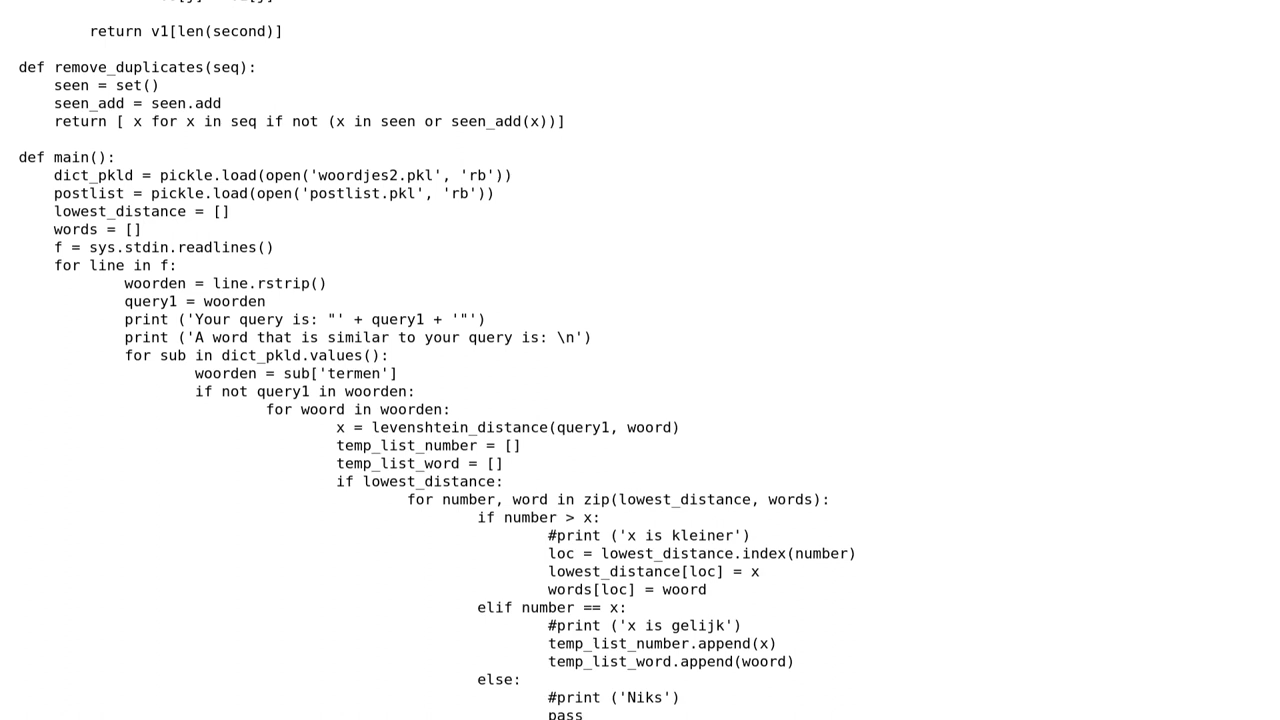 return v1[len(second)]
def remove_duplicates(seq):
    seen = set()
    seen_add = seen.add
    return [ x for x in seq if not (x in seen or seen_add(x))]
def main():
    dict_pkld = pickle.load(open('woordjes2.pkl', 'rb'))
    postlist = pickle.load(open('postlist.pkl', 'rb'))
    lowest_distance = []
    words = []
    f = sys.stdin.readlines()
    for line in f:
            woorden = line.rstrip()
            query1 = woorden
            print ('Your query is: "' + query1 + '"')
            print ('A word that is similar to your query is: \n')
            for sub in dict_pkld.values():
                    woorden = sub['termen']
                    if not query1 in woorden:
                            for woord in woorden:
                                    x = levenshtein_distance(query1, woord)
                                    temp_list_number = []
                                    temp_list_word = []
                                    if lowest_distance:
                                            for number, word in zip(lowest_distance, words):
                                                    if number > x:
                                                            #print ('x is kleiner')
                                                            loc = lowest_distance.index(number)
                                                            lowest_distance[loc] = x
                                                            words[loc] = woord
                                                    elif number == x:
                                                            #print ('x is gelijk')
                                                            temp_list_number.append(x)
                                                            temp_list_word.append(woord)
                                                    else:
                                                            #print ('Niks')
                                                            pass